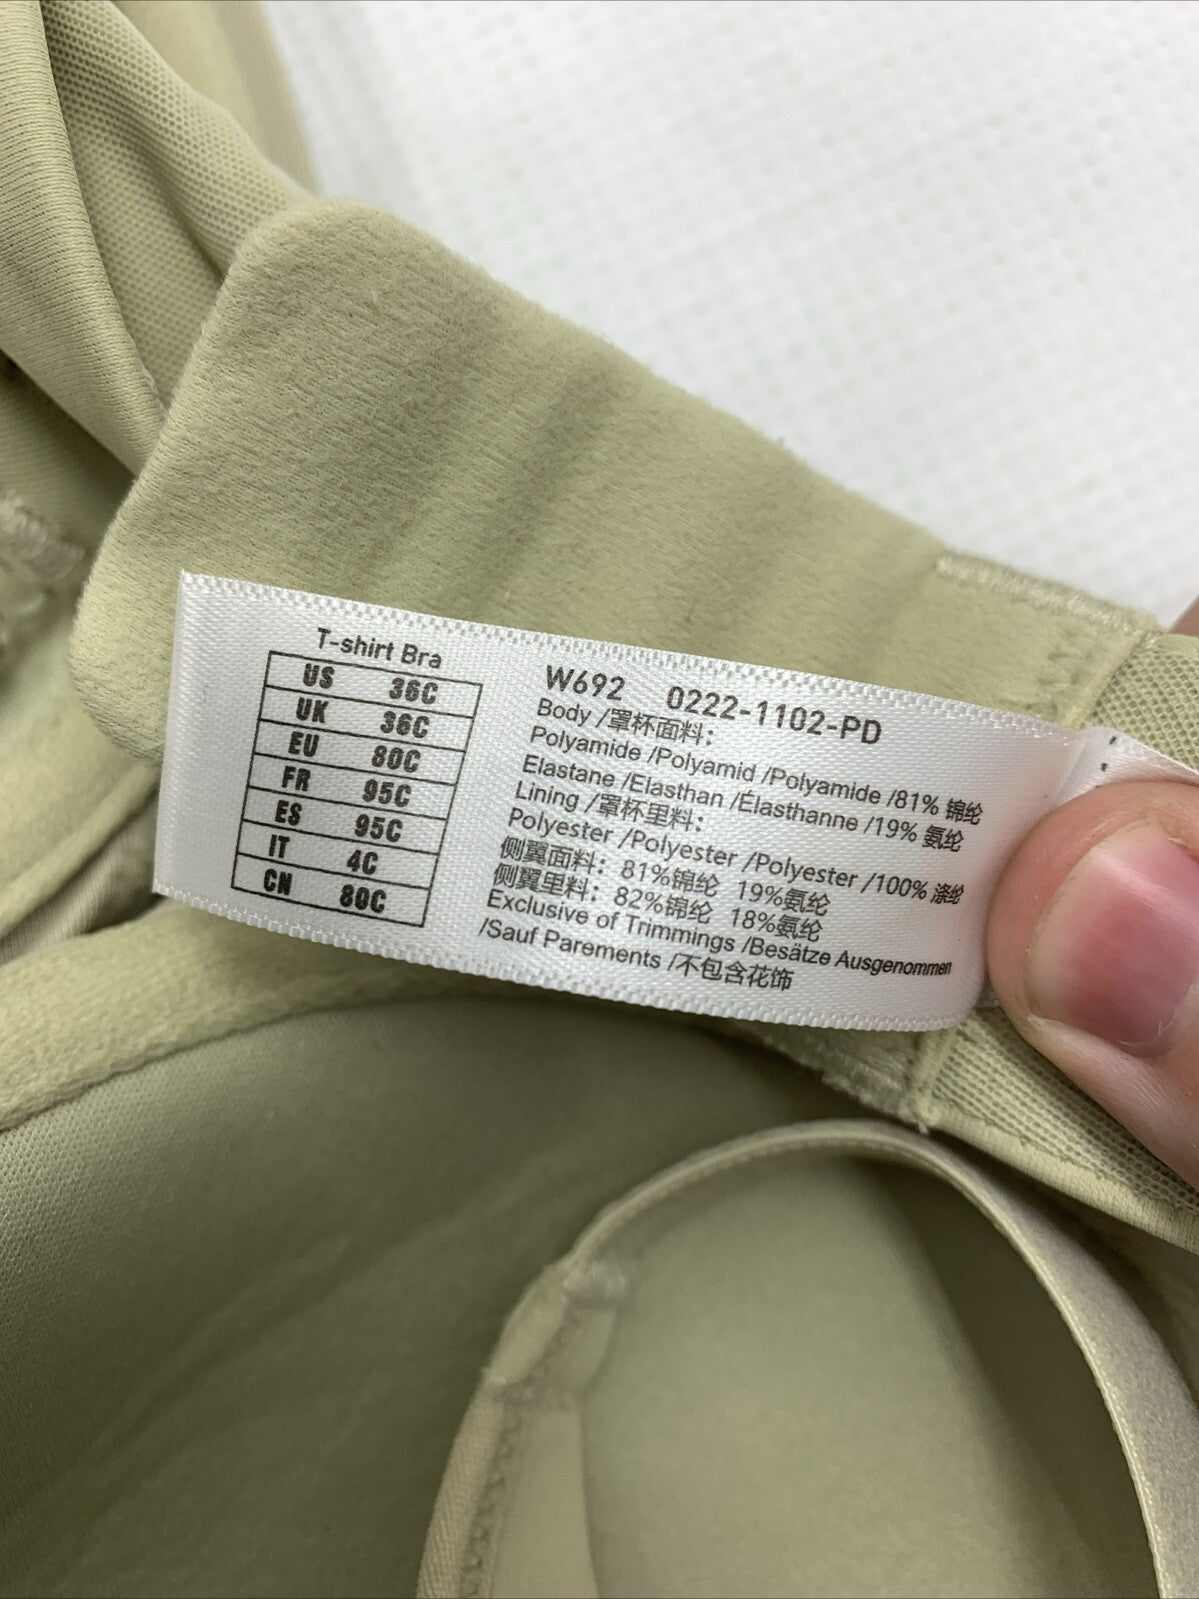 T-shirt Bra
US 36C
UK 36C
EU 80C
FR 95C
ES 95C
IT 4C
CN 80C
W692 0222-1102-PD
Body /罩杯面料:
Polyamide /Polyamid /Polyamide /81% 锦纶
Elastane /Elasthan /Élasthanne /19% 氨纶
Lining /罩杯里料:
Polyester /Polyester /Polyester /100% 涤纶
侧翼面料: 81%锦纶 19%氨纶
侧翼里料: 82%锦纶 18%氨纶
Exclusive of Trimmings /Besätze Ausgenommen
/Sauf Parements /不包含花饰